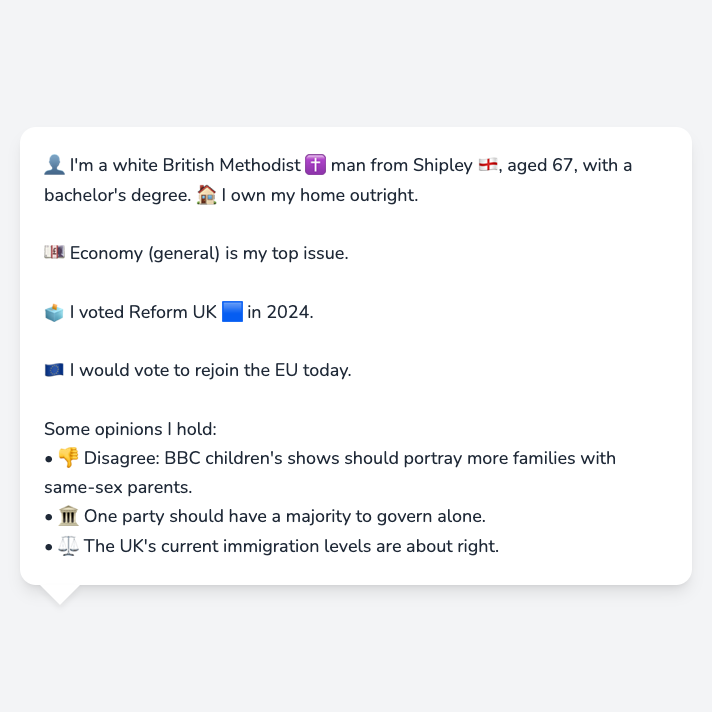 👤 I'm a white British Methodist ✝️ man from Shipley 🏴󠁧󠁢󠁥󠁮󠁧󠁿, aged 67, with a
bachelor's degree. 🏠 I own my home outright.
💷 Economy (general) is my top issue.
🗳️ I voted Reform UK 🟦 in 2024.
🇪🇺 I would vote to rejoin the EU today.
Some opinions I hold:
• 👎 Disagree: BBC children's shows should portray more families with
same-sex parents.
• 🏛️ One party should have a majority to govern alone.
• ⚖️ The UK's current immigration levels are about right.